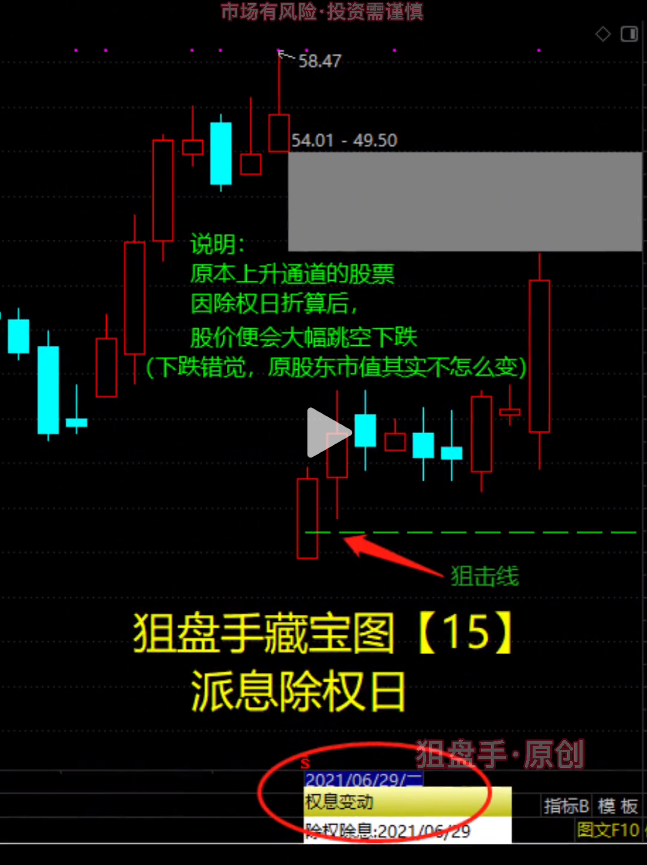 市场有风险·投资需谨慎
58.47
54.01 - 49.50
说明：
原本上升通道的股票
因除权日折算后，
股价便会大幅跳空下跌
（下跌错觉，原股东市值其实不怎么变）
狙击线
狙盘手藏宝图【15】
派息除权日
狙盘手·原创
S
2021/06/29/二
权息变动
指标B 模 板
除权除息:2021/06/29
图文F10